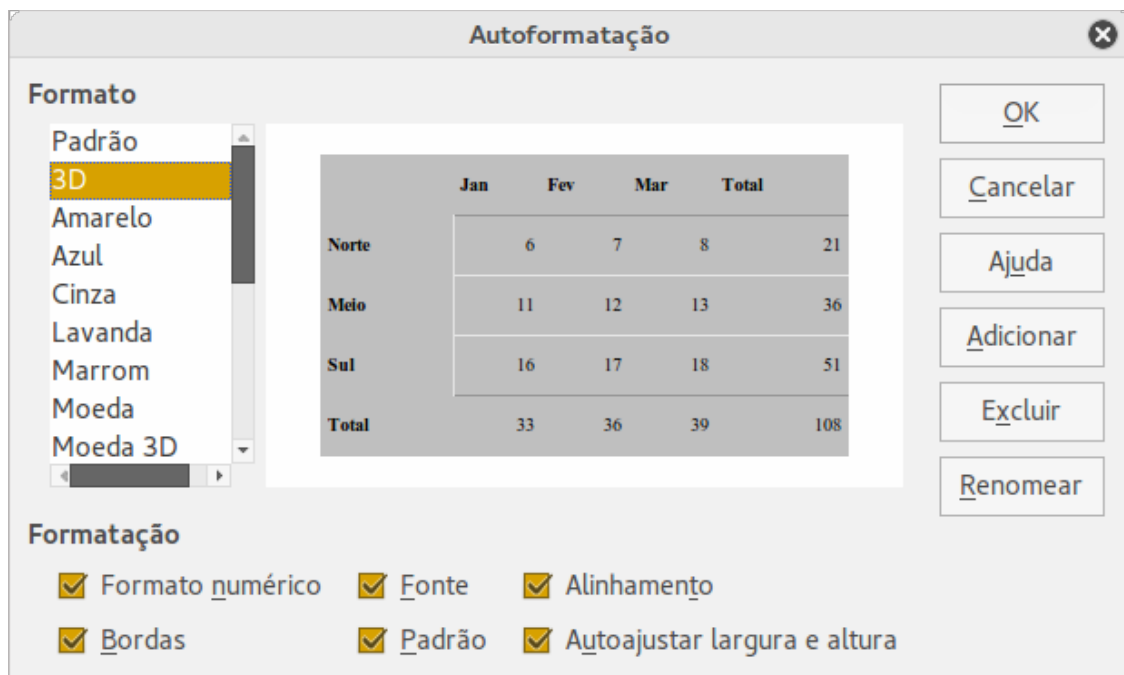 Autoformatação
Formato
Padrão
3D
Amarelo
Azul
Cinza
Lavanda
Marrom
Moeda
Moeda 3D
Jan Fev Mar Total
Norte 6 7 8 21
Meio 11 12 13 36
Sul 16 17 18 51
Total 33 36 39 108
OK
Cancelar
Ajuda
Adicionar
Excluir
Renomear
Formatação
Formato numérico Fonte Alinhamento
Bordas Padrão Autoajustar largura e altura